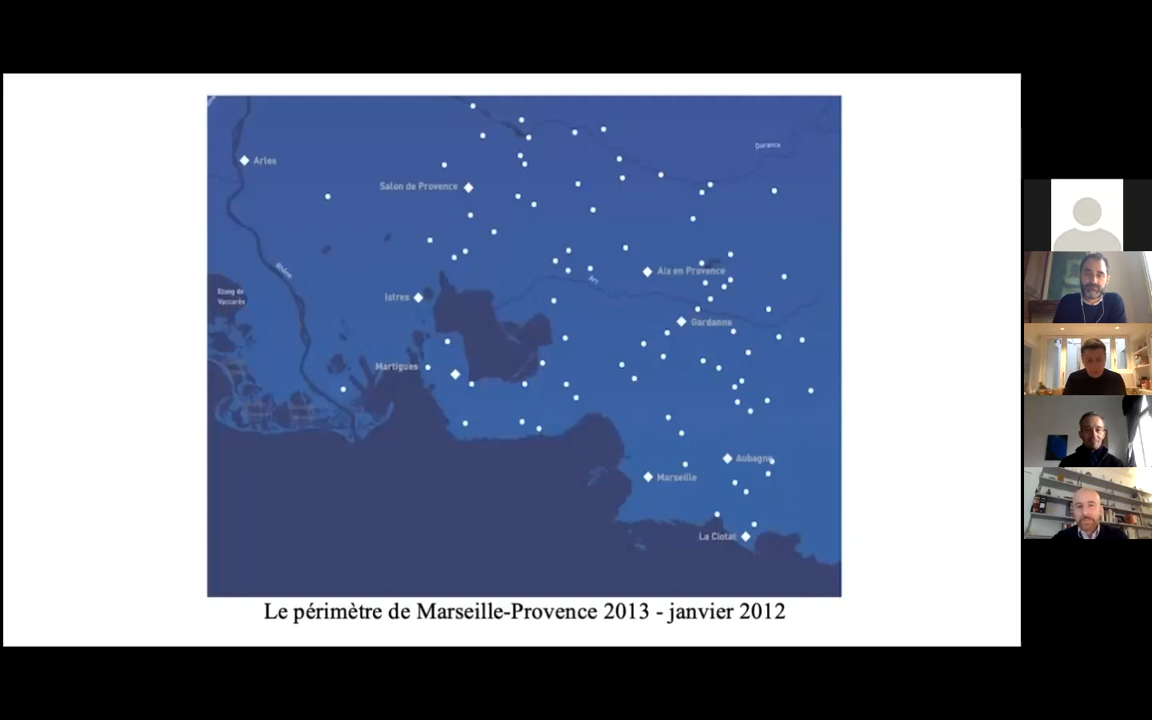 Durance
Arles
Salon de Provence
Aix en Provence
Rhône
Arc
Etang de
Vaccarès
Istres
Gardanne
Martigues
Aubagne
Marseille
La Ciotat
Le périmètre de Marseille-Provence 2013 - janvier 2012